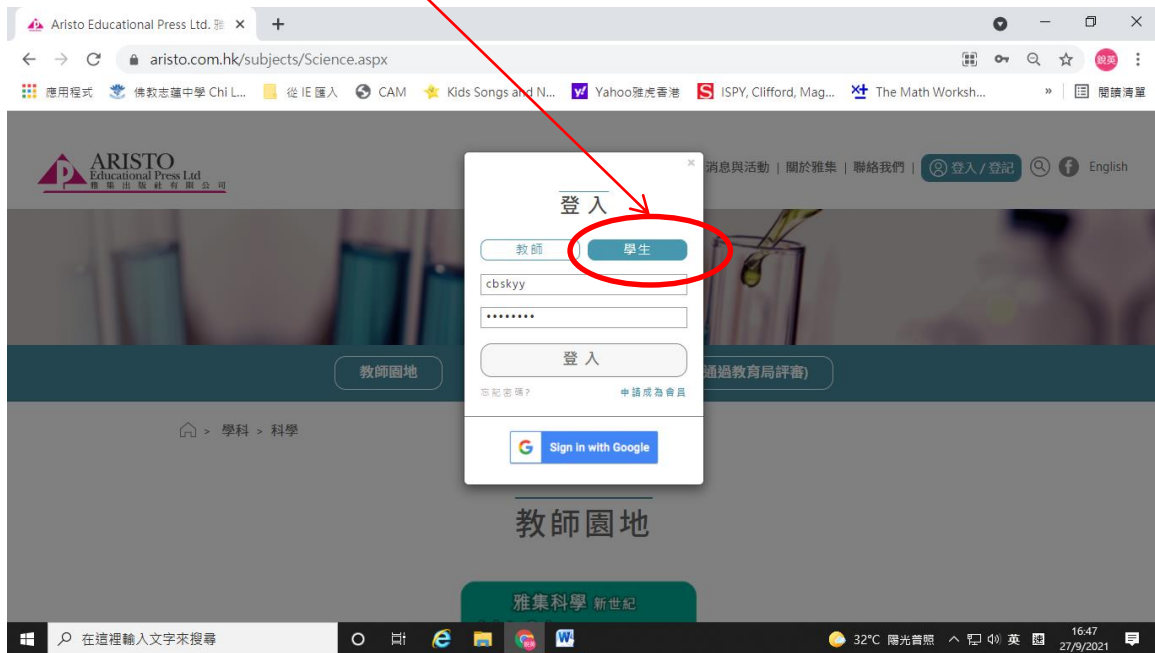 Aristo Educational Press Ltd. 雅
aristo.com.hk/subjects/Science.aspx
銳英
應用程式 佛教志蓮中學 Chi L... 從 IE 匯入 CAM Kids Songs and N... Yahoo雅虎香港 ISPY, Clifford, Mag... The Math Worksh... » 閱讀清單
ARISTO
Educational Press Ltd
雅集出版社有限公司
消息與活動 | 關於雅集 | 聯絡我們 | 登入 / 登記 English
登入
教師 學生
cbskyy
••••••••
登入
忘記密碼? 申請成為會員
Sign in with Google
教師園地 通過教育局評審)
> 學科 > 科學
教師園地
雅集科學 新世紀
在這裡輸入文字來搜尋 32°C 陽光普照 英 16:47
27/9/2021